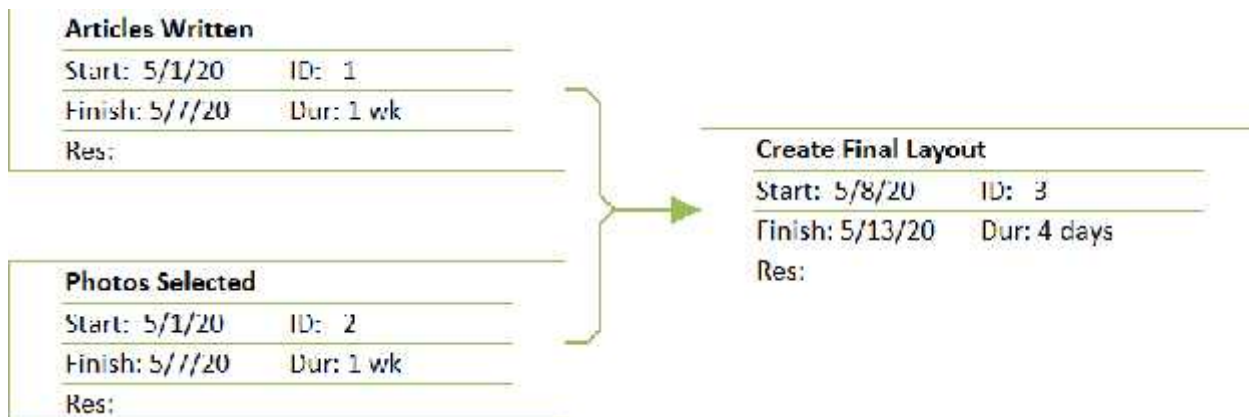 Articles Written
Start: 5/1/20 ID: 1
Finish: 5/7/20 Dur: 1 wk
Res:
Create Final Layout
Start: 5/8/20 ID: 3
Finish: 5/13/20 Dur: 4 days
Res:
Photos Selected
Start: 5/1/20 ID: 2
Finish: 5/7/20 Dur: 1 wk
Res: